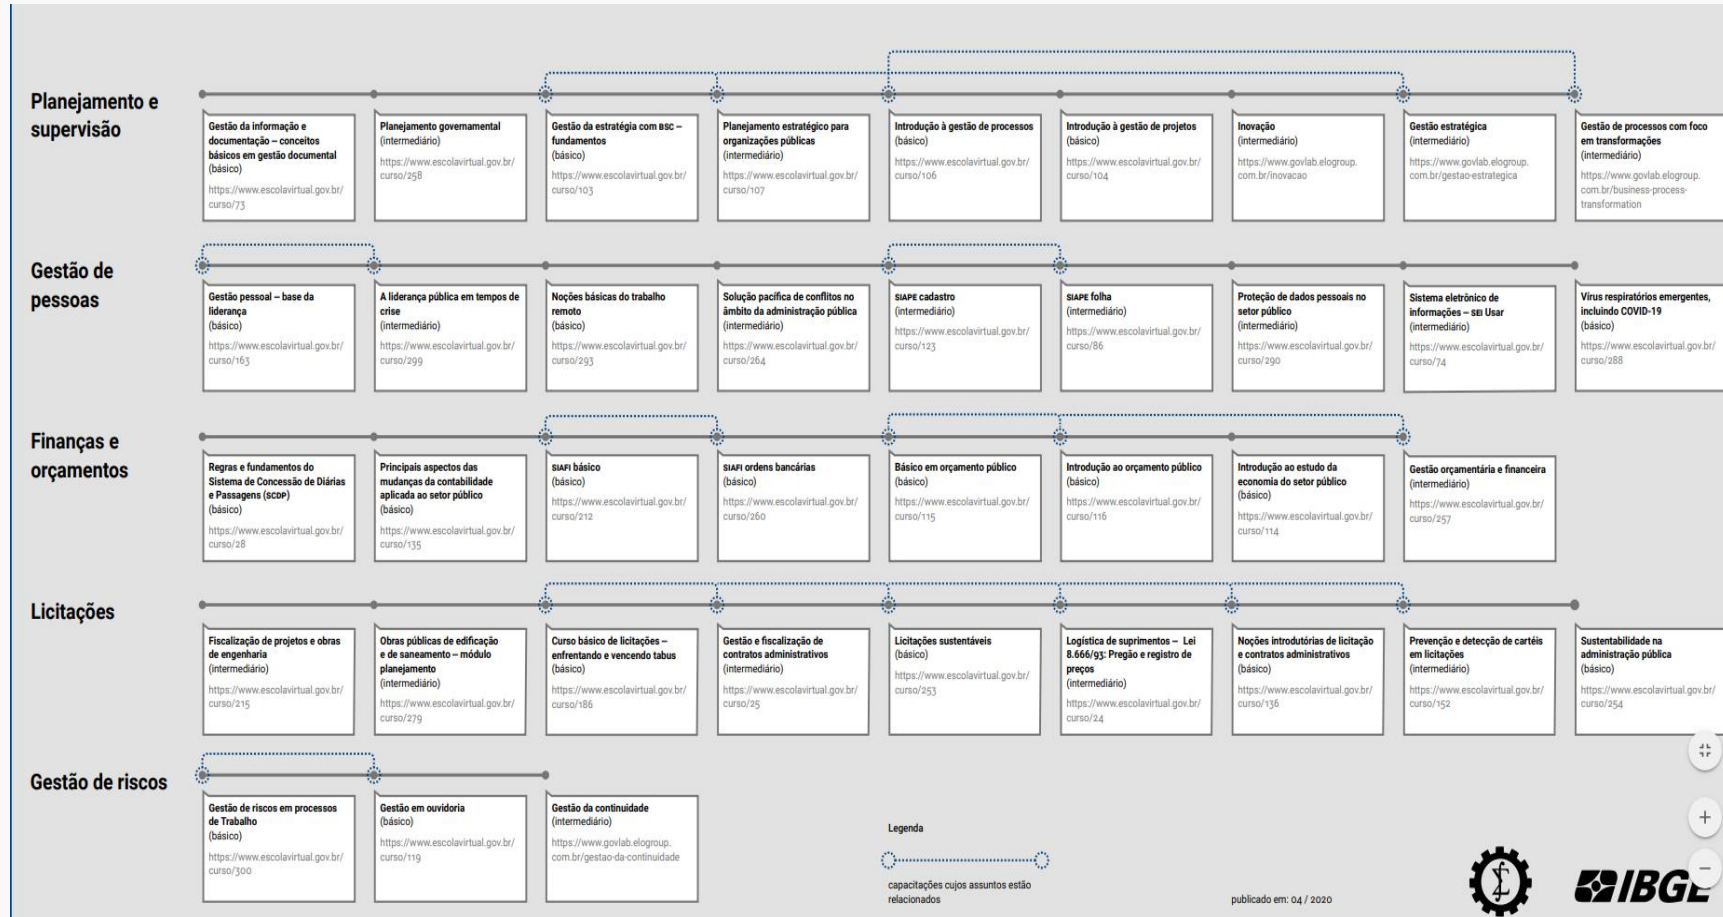 Planejamento e
supervisão
Gestão da informação e
documentação – conceitos
básicos em gestão documental
(básico)
https://www.escolavirtual.gov.br/
curso/73
Planejamento governamental
(intermediário)
https://www.escolavirtual.gov.br/
curso/258
Gestão da estratégia com BSC –
fundamentos
(básico)
https://www.escolavirtual.gov.br/
curso/103
Planejamento estratégico para
organizações públicas
(intermediário)
https://www.escolavirtual.gov.br/
curso/107
Introdução à gestão de processos
(básico)
https://www.escolavirtual.gov.br/
curso/106
Introdução à gestão de projetos
(básico)
https://www.escolavirtual.gov.br/
curso/104
Inovação
(intermediário)
https://www.govlab.elogroup.
com.br/inovacao
Gestão estratégica
(intermediário)
https://www.govlab.elogroup.
com.br/gestao-estrategica
Gestão de processos com foco
em transformações
(intermediário)
https://www.govlab.elogroup.
com.br/business-process-
transformation
Gestão de
pessoas
Gestão pessoal – base da
liderança
(básico)
https://www.escolavirtual.gov.br/
curso/163
A liderança pública em tempos de
crise
(intermediário)
https://www.escolavirtual.gov.br/
curso/299
Noções básicas do trabalho
remoto
(básico)
https://www.escolavirtual.gov.br/
curso/293
Solução pacífica de conflitos no
âmbito da administração pública
(intermediário)
https://www.escolavirtual.gov.br/
curso/264
SIAPE cadastro
(intermediário)
https://www.escolavirtual.gov.br/
curso/123
SIAPE folha
(intermediário)
https://www.escolavirtual.gov.br/
curso/86
Proteção de dados pessoais no
setor público
(intermediário)
https://www.escolavirtual.gov.br/
curso/290
Sistema eletrônico de
informações – SEI Usar
(intermediário)
https://www.escolavirtual.gov.br/
curso/74
Vírus respiratórios emergentes,
incluindo COVID-19
(básico)
https://www.escolavirtual.gov.br/
curso/288
Finanças e
orçamentos
Regras e fundamentos do
Sistema de Concessão de Diárias
e Passagens (SCDP)
(básico)
https://www.escolavirtual.gov.br/
curso/28
Principais aspectos das
mudanças da contabilidade
aplicada ao setor público
(básico)
https://www.escolavirtual.gov.br/
curso/135
SIAFI básico
(básico)
https://www.escolavirtual.gov.br/
curso/212
SIAFI ordens bancárias
(básico)
https://www.escolavirtual.gov.br/
curso/260
Básico em orçamento público
(básico)
https://www.escolavirtual.gov.br/
curso/115
Introdução ao orçamento público
(básico)
https://www.escolavirtual.gov.br/
curso/116
Introdução ao estudo da
economia do setor público
(básico)
https://www.escolavirtual.gov.br/
curso/114
Gestão orçamentária e financeira
(intermediário)
https://www.escolavirtual.gov.br/
curso/257
Licitações
Fiscalização de projetos e obras
de engenharia
(intermediário)
https://www.escolavirtual.gov.br/
curso/215
Obras públicas de edificação
e de saneamento – módulo
planejamento
(intermediário)
https://www.escolavirtual.gov.br/
curso/279
Curso básico de licitações –
enfrentando e vencendo tabus
(básico)
https://www.escolavirtual.gov.br/
curso/186
Gestão e fiscalização de
contratos administrativos
(intermediário)
https://www.escolavirtual.gov.br/
curso/25
Licitações sustentáveis
(básico)
https://www.escolavirtual.gov.br/
curso/253
Logística de suprimentos – Lei
8.666/93: Pregão e registro de
preços
(intermediário)
https://www.escolavirtual.gov.br/
curso/24
Noções introdutórias de licitação
e contratos administrativos
(básico)
https://www.escolavirtual.gov.br/
curso/136
Prevenção e detecção de cartéis
em licitações
(intermediário)
https://www.escolavirtual.gov.br/
curso/152
Sustentabilidade na
administração pública
(básico)
https://www.escolavirtual.gov.br/
curso/254
Gestão de riscos
Gestão de riscos em processos
de Trabalho
(básico)
https://www.escolavirtual.gov.br/
curso/300
Gestão em ouvidoria
(básico)
https://www.escolavirtual.gov.br/
curso/119
Gestão da continuidade
(intermediário)
https://www.govlab.elogroup.
com.br/gestao-da-continuidade
Legenda
capacitações cujos assuntos estão
relacionados
publicado em: 04 / 2020
IBGE